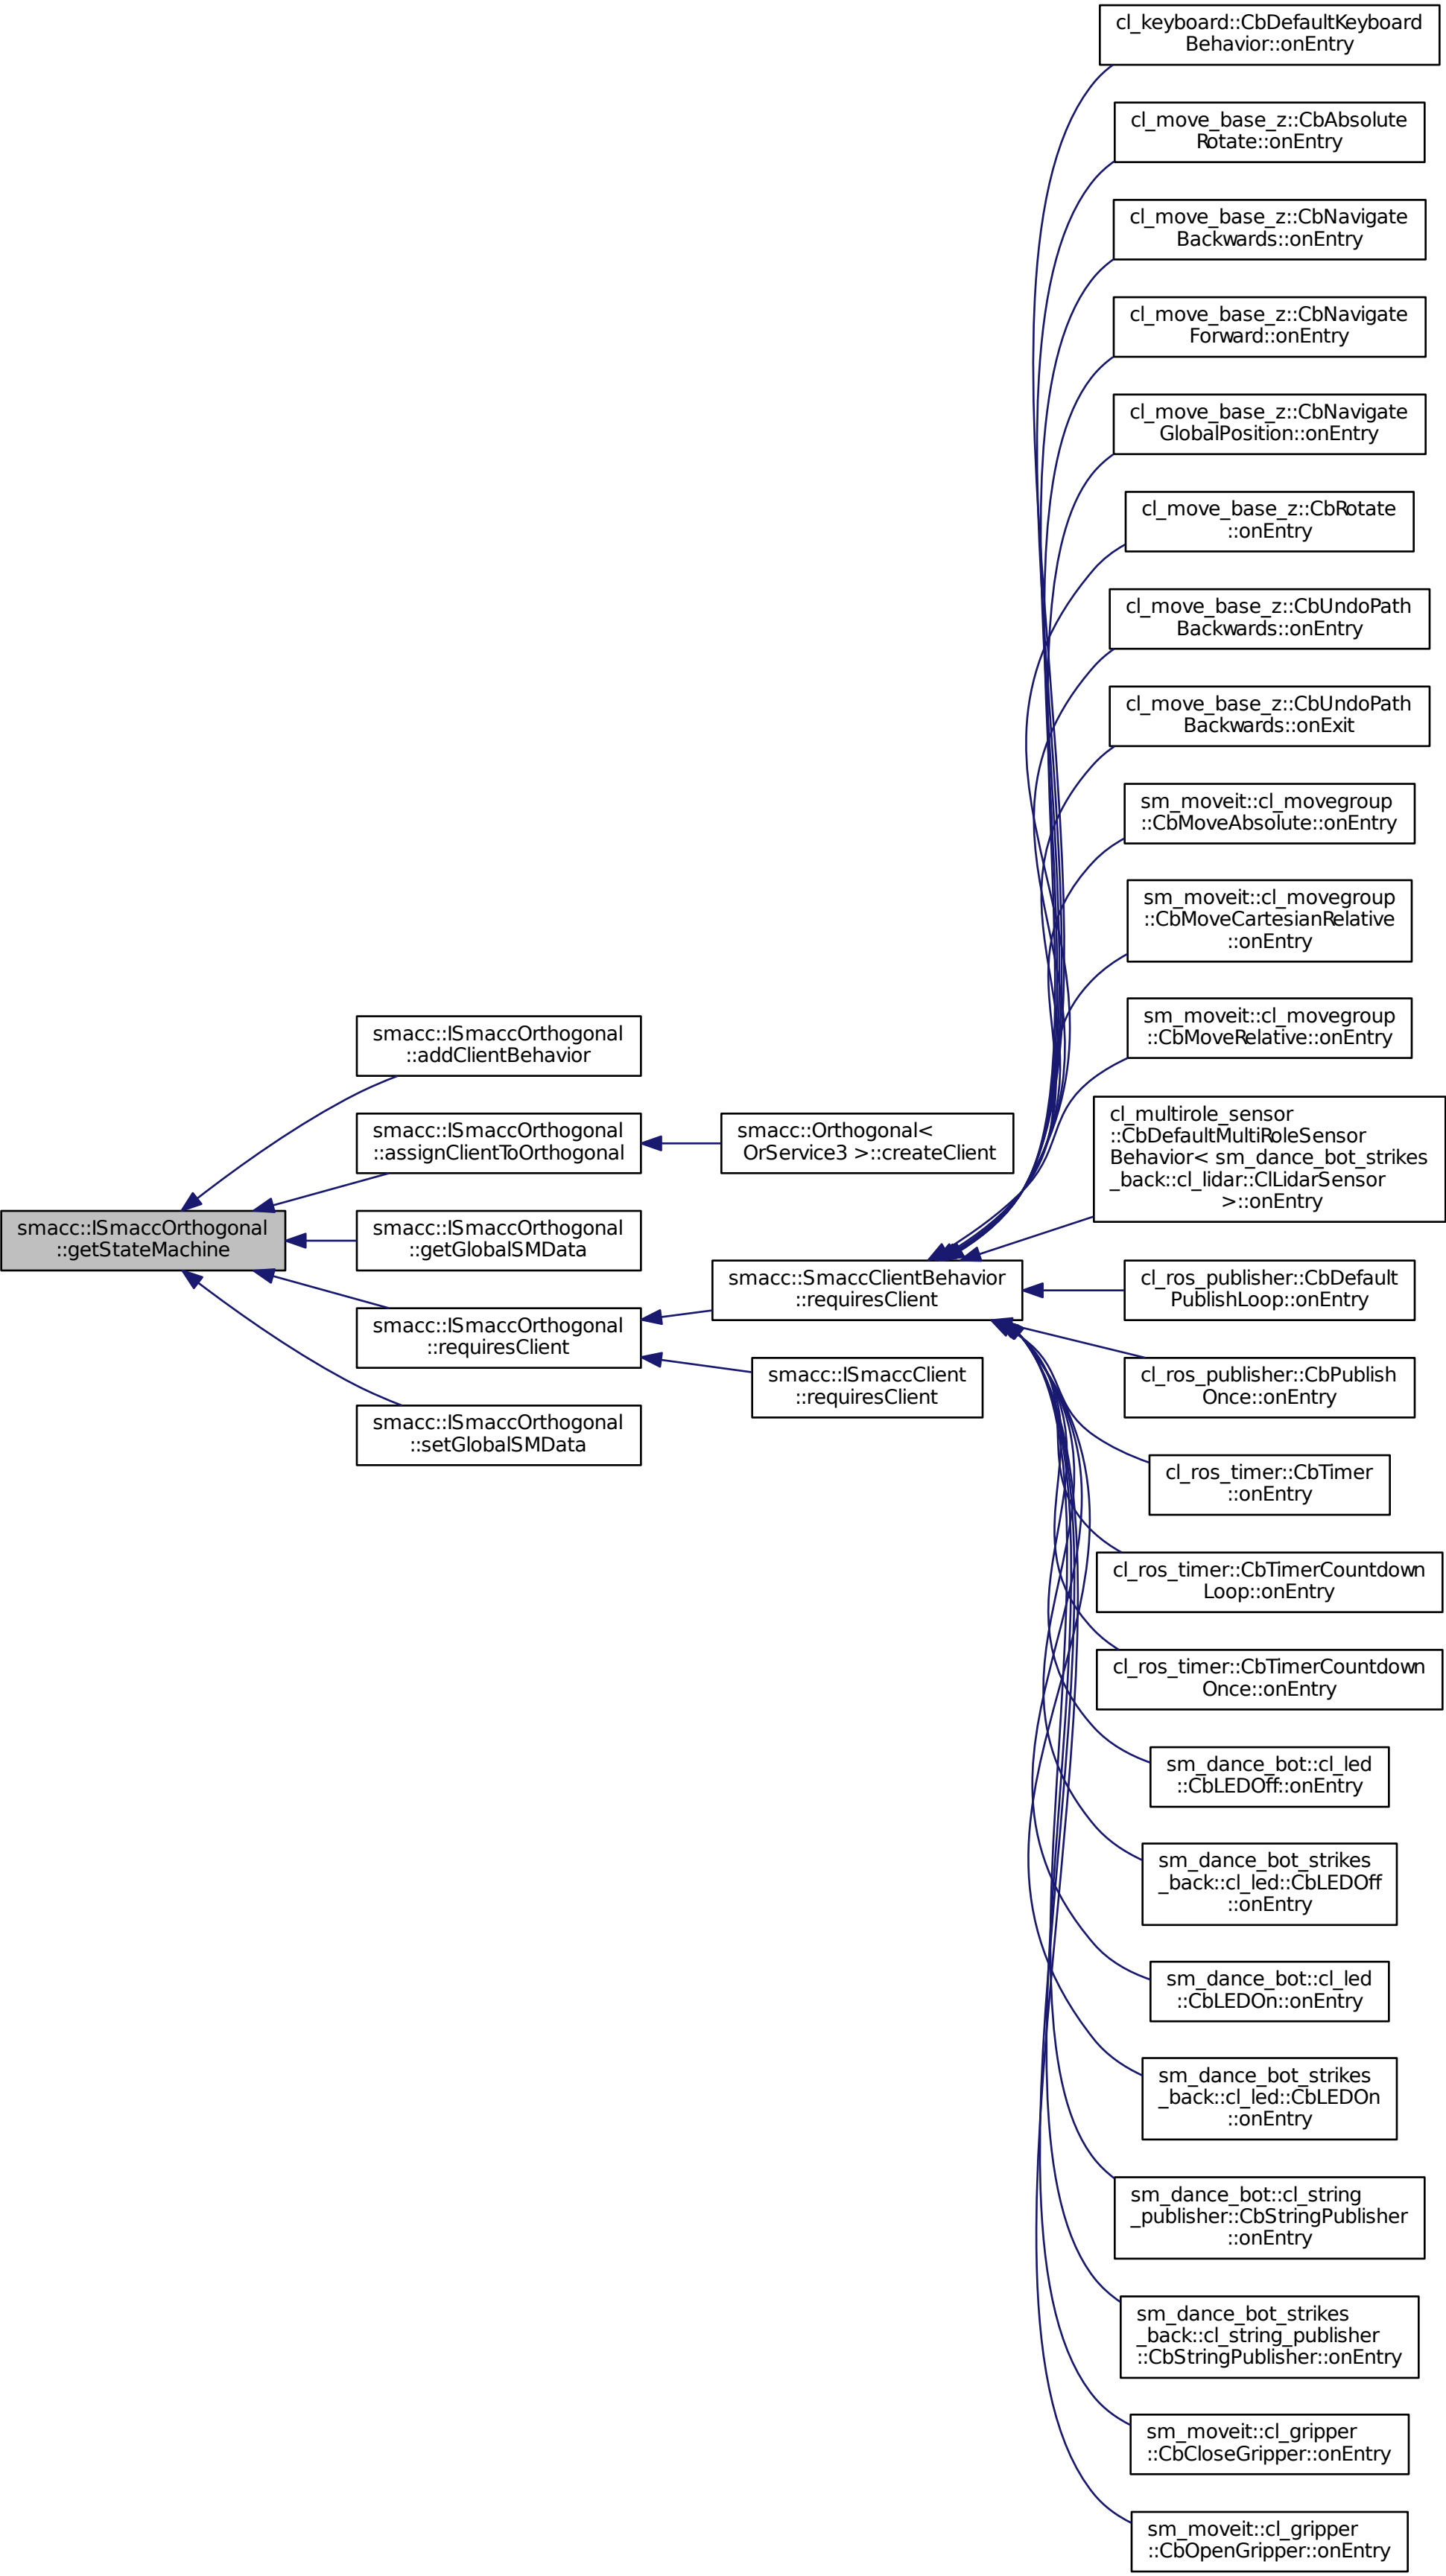 cl_keyboard::CbDefaultKeyboard
Behavior::onEntry
cl_move_base_z::CbAbsolute
Rotate::onEntry
cl_move_base_z::CbNavigate
Backwards::onEntry
cl_move_base_z::CbNavigate
Forward::onEntry
cl_move_base_z::CbNavigate
GlobalPosition::onEntry
cl_move_base_z::CbRotate
::onEntry
cl_move_base_z::CbUndoPath
Backwards::onEntry
cl_move_base_z::CbUndoPath
Backwards::onExit
sm_moveit::cl_movegroup
::CbMoveAbsolute::onEntry
sm_moveit::cl_movegroup
::CbMoveCartesianRelative
::onEntry
sm_moveit::cl_movegroup
::CbMoveRelative::onEntry
smacc::ISmaccOrthogonal
::addClientBehavior
smacc::ISmaccOrthogonal
::assignClientToOrthogonal
smacc::Orthogonal<
OrService3 >::createClient
cl_multirole_sensor
::CbDefaultMultiRoleSensor
Behavior< sm_dance_bot_strikes
_back::cl_lidar::ClLidarSensor
>::onEntry
smacc::ISmaccOrthogonal
::getStateMachine
smacc::ISmaccOrthogonal
::getGlobalSMData
smacc::SmaccClientBehavior
::requiresClient
cl_ros_publisher::CbDefault
PublishLoop::onEntry
smacc::ISmaccOrthogonal
::requiresClient
smacc::ISmaccClient
::requiresClient
cl_ros_publisher::CbPublish
Once::onEntry
smacc::ISmaccOrthogonal
::setGlobalSMData
cl_ros_timer::CbTimer
::onEntry
cl_ros_timer::CbTimerCountdown
Loop::onEntry
cl_ros_timer::CbTimerCountdown
Once::onEntry
sm_dance_bot::cl_led
::CbLEDOff::onEntry
sm_dance_bot_strikes
_back::cl_led::CbLEDOff
::onEntry
sm_dance_bot::cl_led
::CbLEDOn::onEntry
sm_dance_bot_strikes
_back::cl_led::CbLEDOn
::onEntry
sm_dance_bot::cl_string
_publisher::CbStringPublisher
::onEntry
sm_dance_bot_strikes
_back::cl_string_publisher
::CbStringPublisher::onEntry
sm_moveit::cl_gripper
::CbCloseGripper::onEntry
sm_moveit::cl_gripper
::CbOpenGripper::onEntry